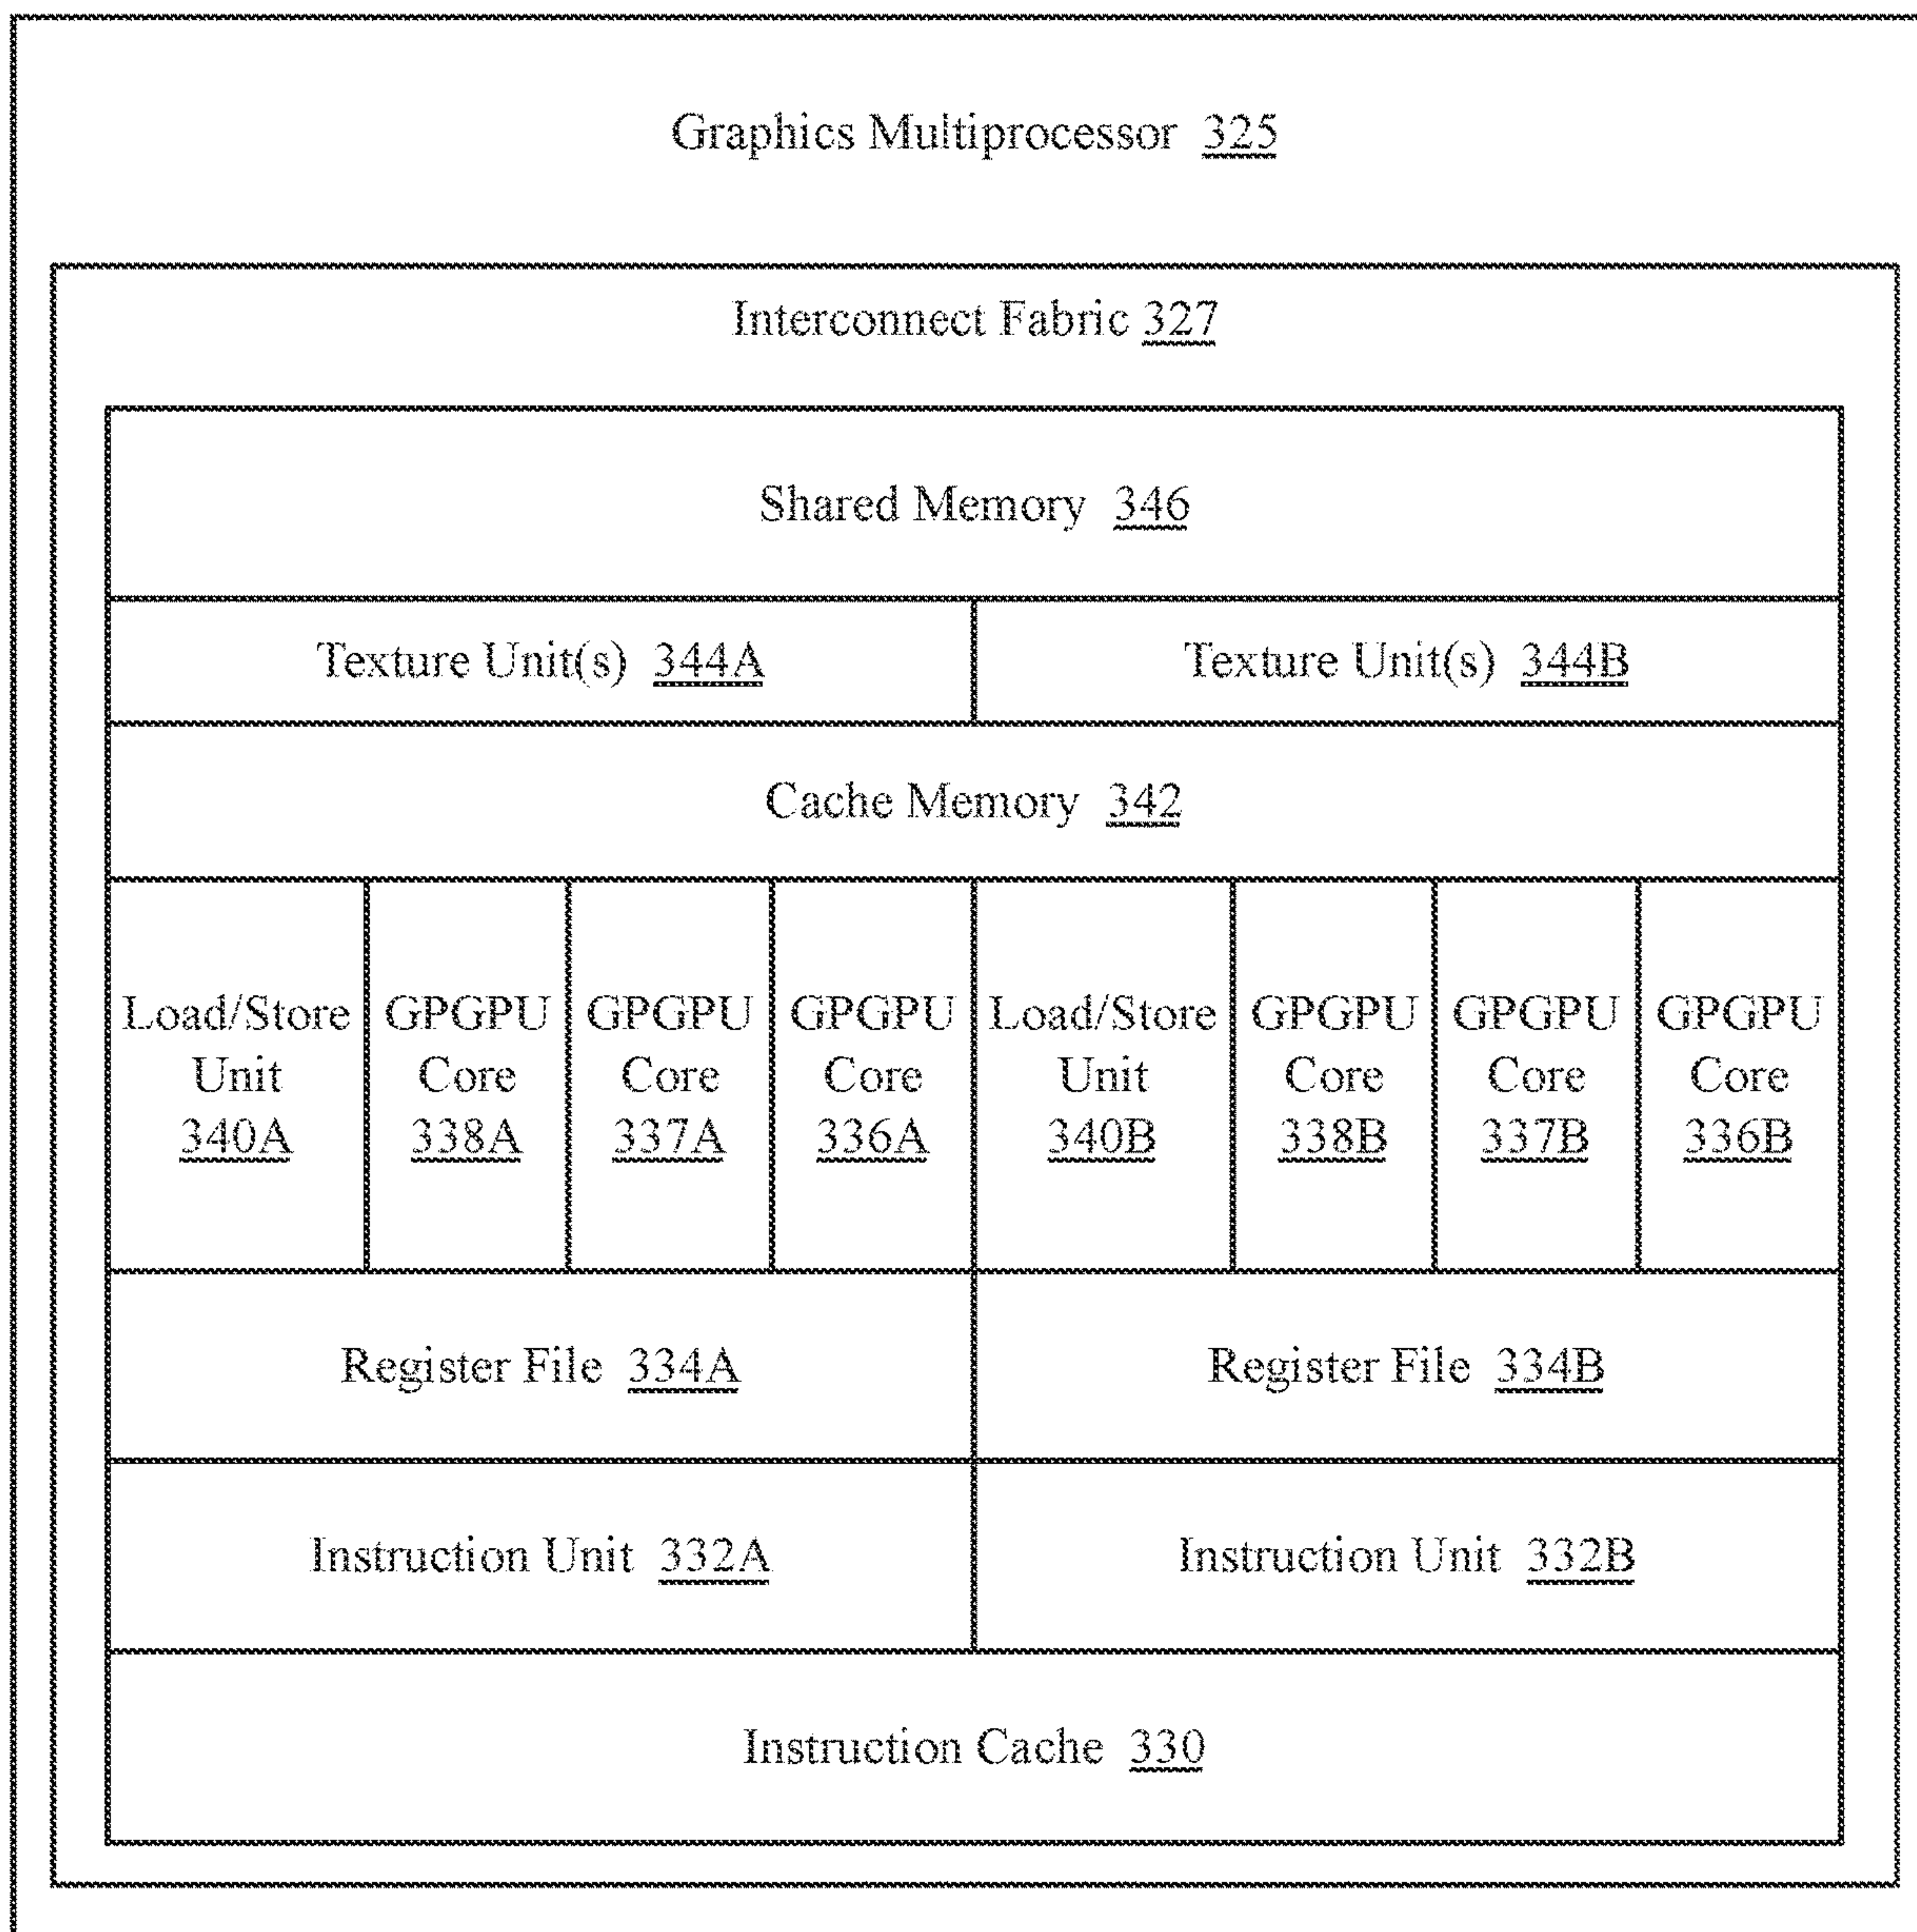 Graphics Multiprocessor 325
Interconnect Fabric 327
Shared Memory 346
Texture Unit(s) 344A
Texture Unit(s) 344B
Cache Memory 342
Load/Store
Unit
340A
GPGPU
Core
338A
GPGPU
Core
337A
GPGPU
Core
336A
Load/Store
Unit
340B
GPGPU
Core
338B
GPGPU
Core
337B
GPGPU
Core
336B
Register File 334A
Register File 334B
Instruction Unit 332A
Instruction Unit 332B
Instruction Cache 330